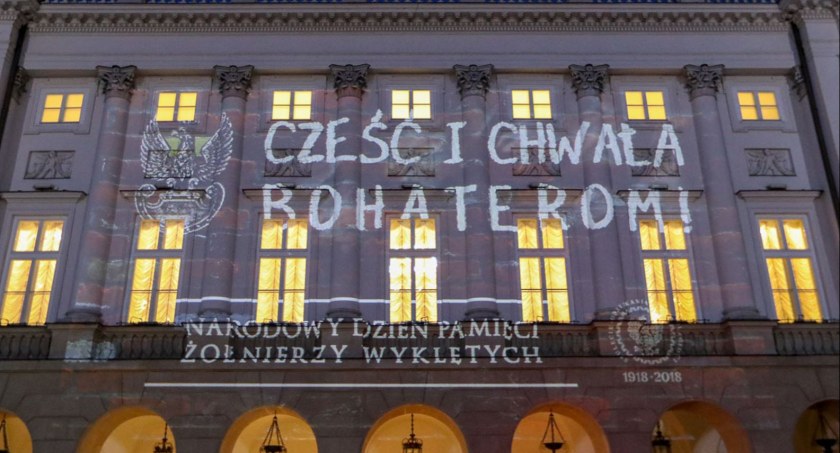 CZEŚĆ I CHWAŁA
BOHATEROM!
NARODOWY DZIEŃ PAMIĘCI
ŻOŁNIERZY WYKLĘTYCH
1918-2018